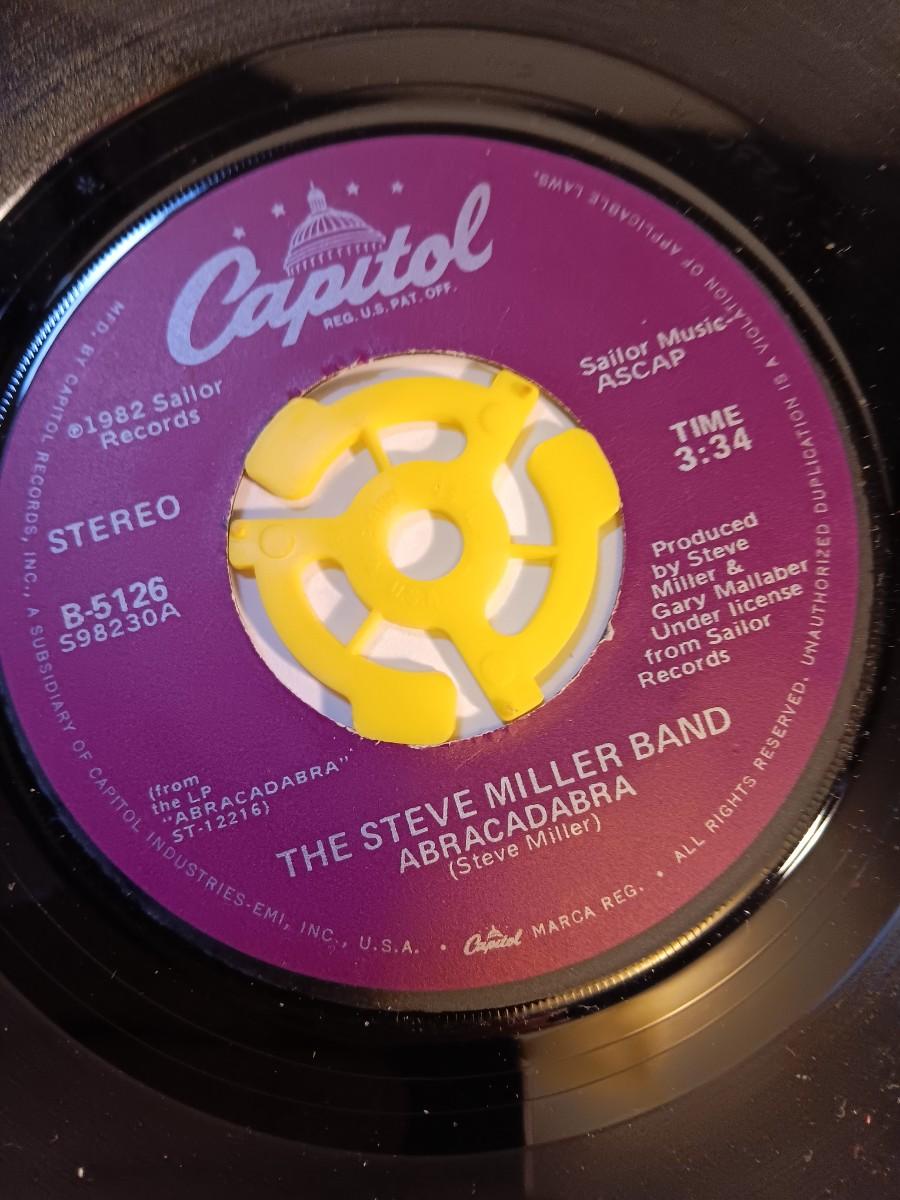 Capitol
REG. U.S. PAT. OFF.
℗1982 Sailor
Records
STEREO
B-5126
S98230A
Sailor Music-
ASCAP
TIME
3:34
Produced
by Steve
Miller &
Gary Mallaber
Under license
from Sailor
Records
(from
the LP
"ABRACADABRA"
ST-12216)
THE STEVE MILLER BAND
ABRACADABRA
(Steve Miller)
MFD. BY CAPITOL RECORDS, INC., A SUBSIDIARY OF CAPITOL INDUSTRIES-EMI, INC., U.S.A. • Capitol MARCA REG. • ALL RIGHTS RESERVED. UNAUTHORIZED DUPLICATION IS A VIOLATION OF APPLICABLE LAWS.
U.S.A.